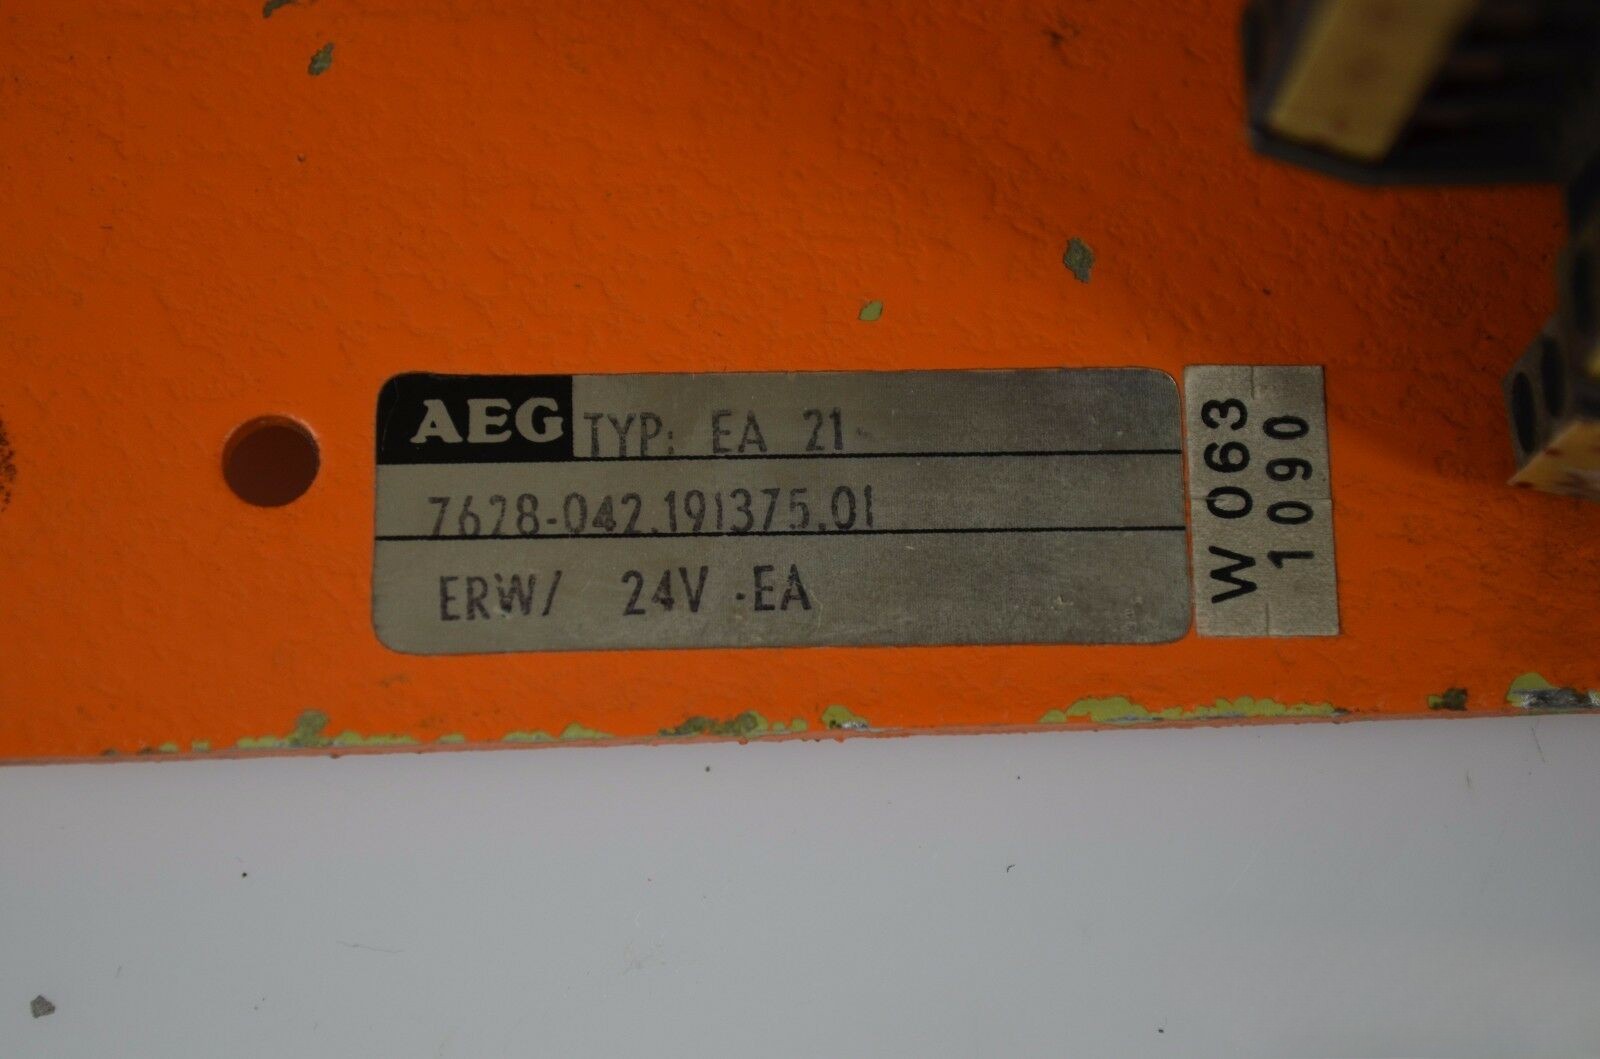 AEG TYP: EA 21
7628-042.191375.01
ERW/ 24V -EA
W 063
1090